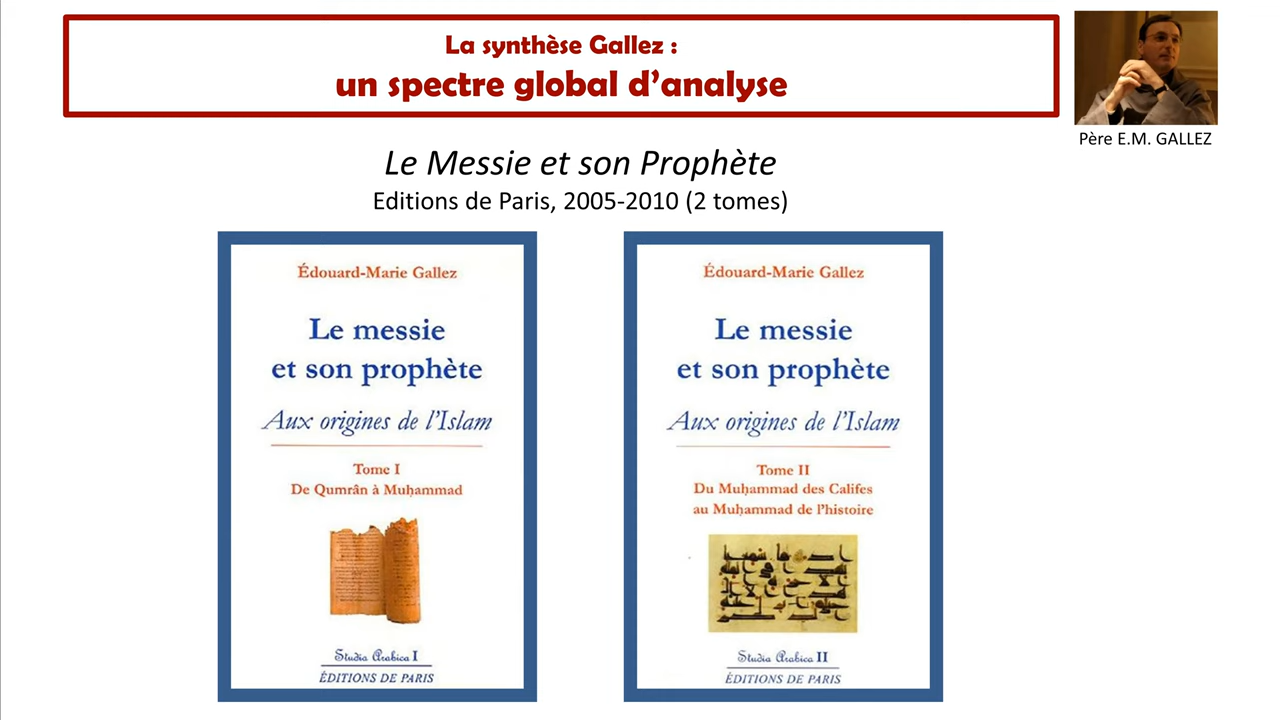 La synthèse Gallez :
un spectre global d’analyse
Père E.M. GALLEZ
Le Messie et son Prophète
Editions de Paris, 2005-2010 (2 tomes)
Édouard-Marie Gallez
Le messie
et son prophète
Aux origines de l’Islam
Tome I
De Qumrân à Muḥammad
Studia Arabica I
ÉDITIONS DE PARIS
Édouard-Marie Gallez
Le messie
et son prophète
Aux origines de l’Islam
Tome II
Du Muḥammad des Califes
au Muḥammad de l’histoire
Studia Arabica II
ÉDITIONS DE PARIS